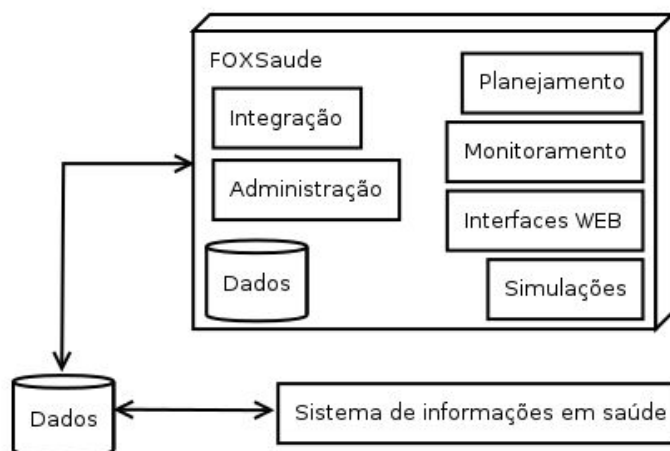 FOXSaude
Integração
Administração
Dados
Planejamento
Monitoramento
Interfaces WEB
Simulações
Dados
Sistema de informações em saúde